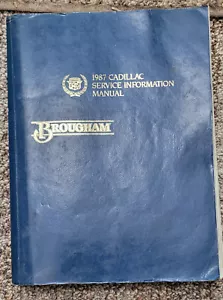 1987 CADILLAC
SERVICE INFORMATION
MANUAL
BROUGHAM